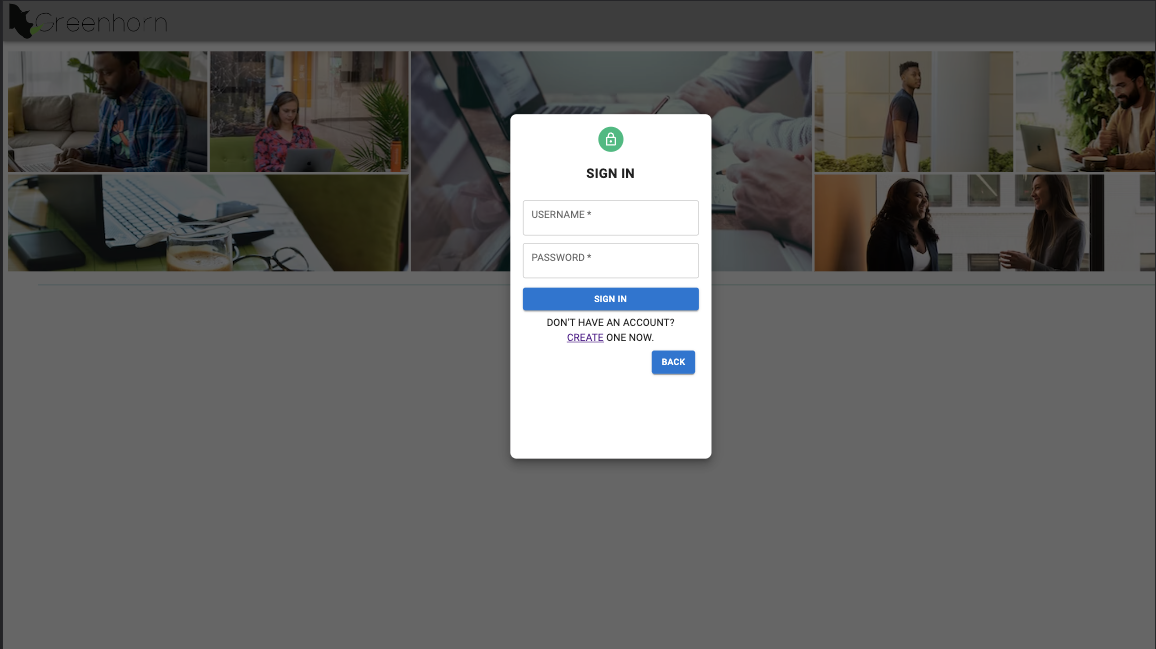 Greenhorn
SIGN IN
USERNAME *
PASSWORD *
SIGN IN
DON'T HAVE AN ACCOUNT?
CREATE ONE NOW.
BACK